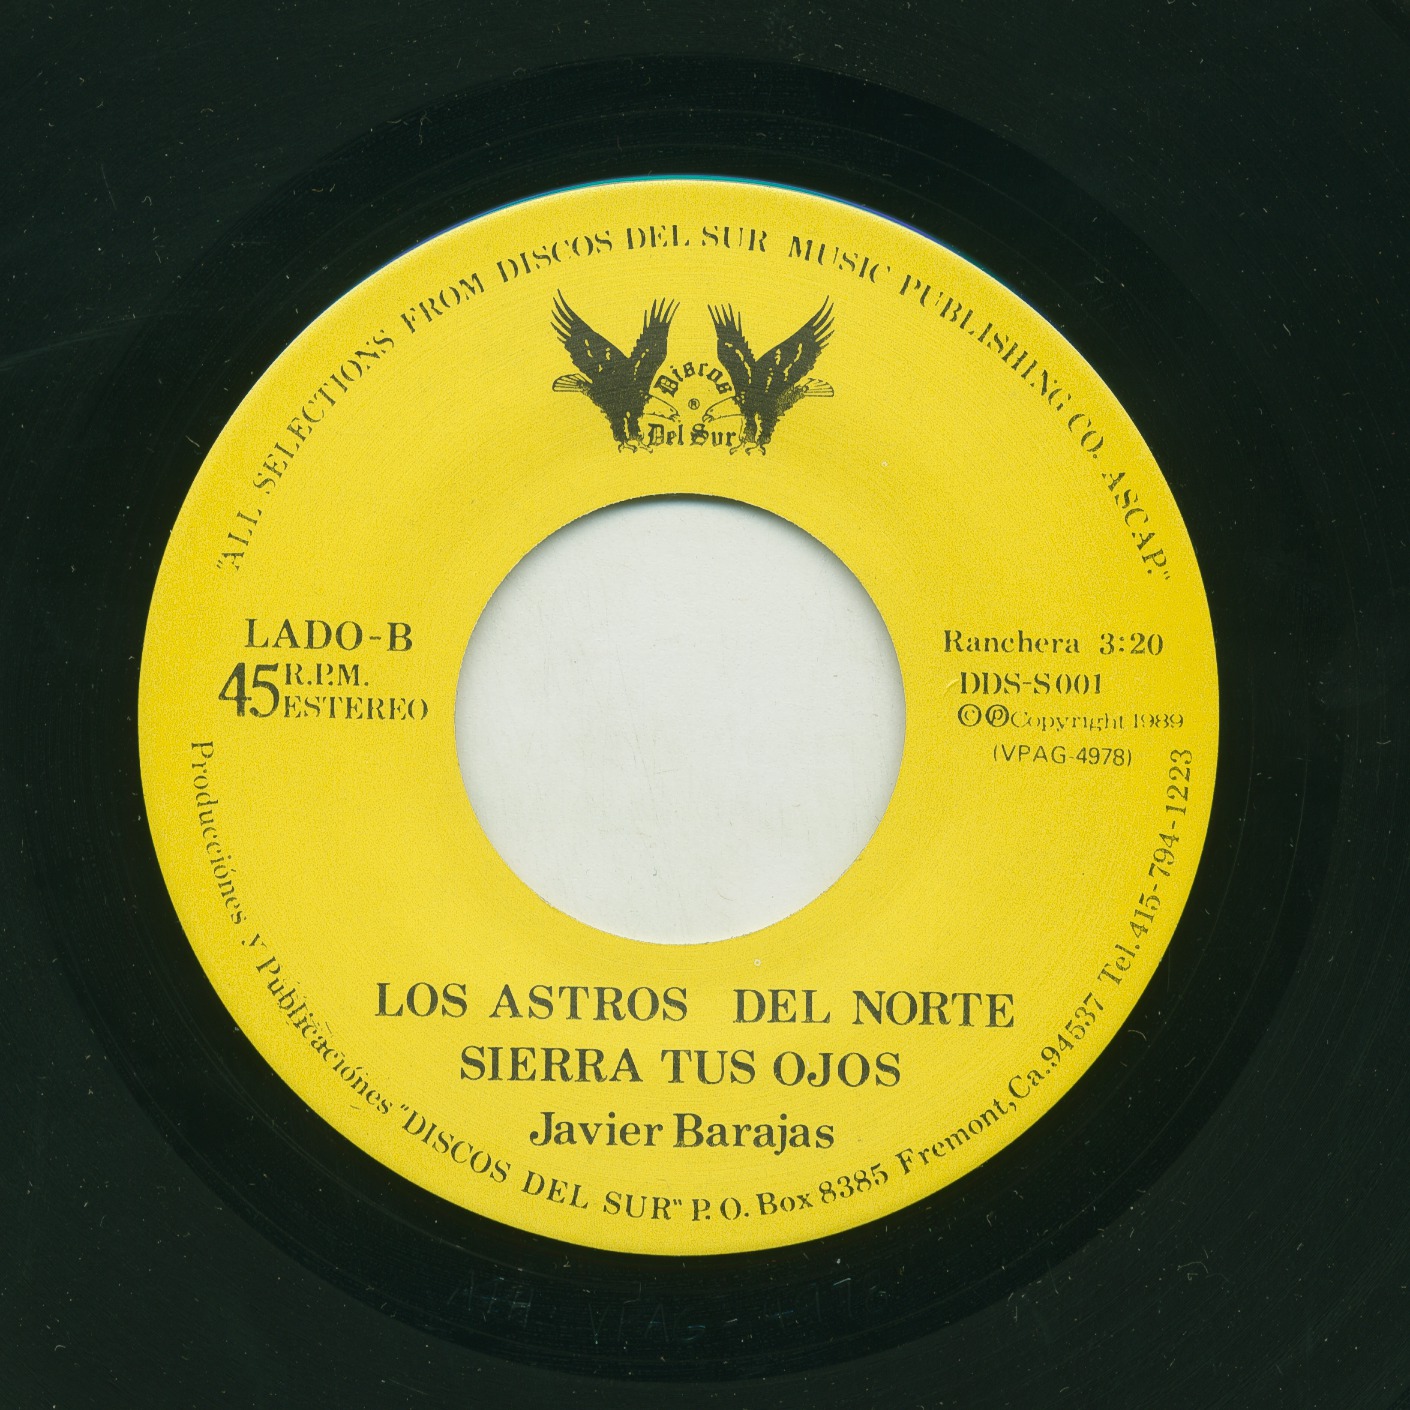 "ALL SELECTIONS FROM DISCOS DEL SUR MUSIC PUBLISHING CO. ASCAP."
Discos
®
Del Sur
LADO-B
45 R.P.M.
ESTEREO
Ranchera 3:20
DDS-S001
©℗Copyright 1989
(VPAG-4978)
LOS ASTROS DEL NORTE
SIERRA TUS OJOS
Javier Barajas
Producciónes y Publicaciónes "DISCOS DEL SUR" P.O. Box 8385 Fremont, Ca. 94537 Tel. 415-794-1223